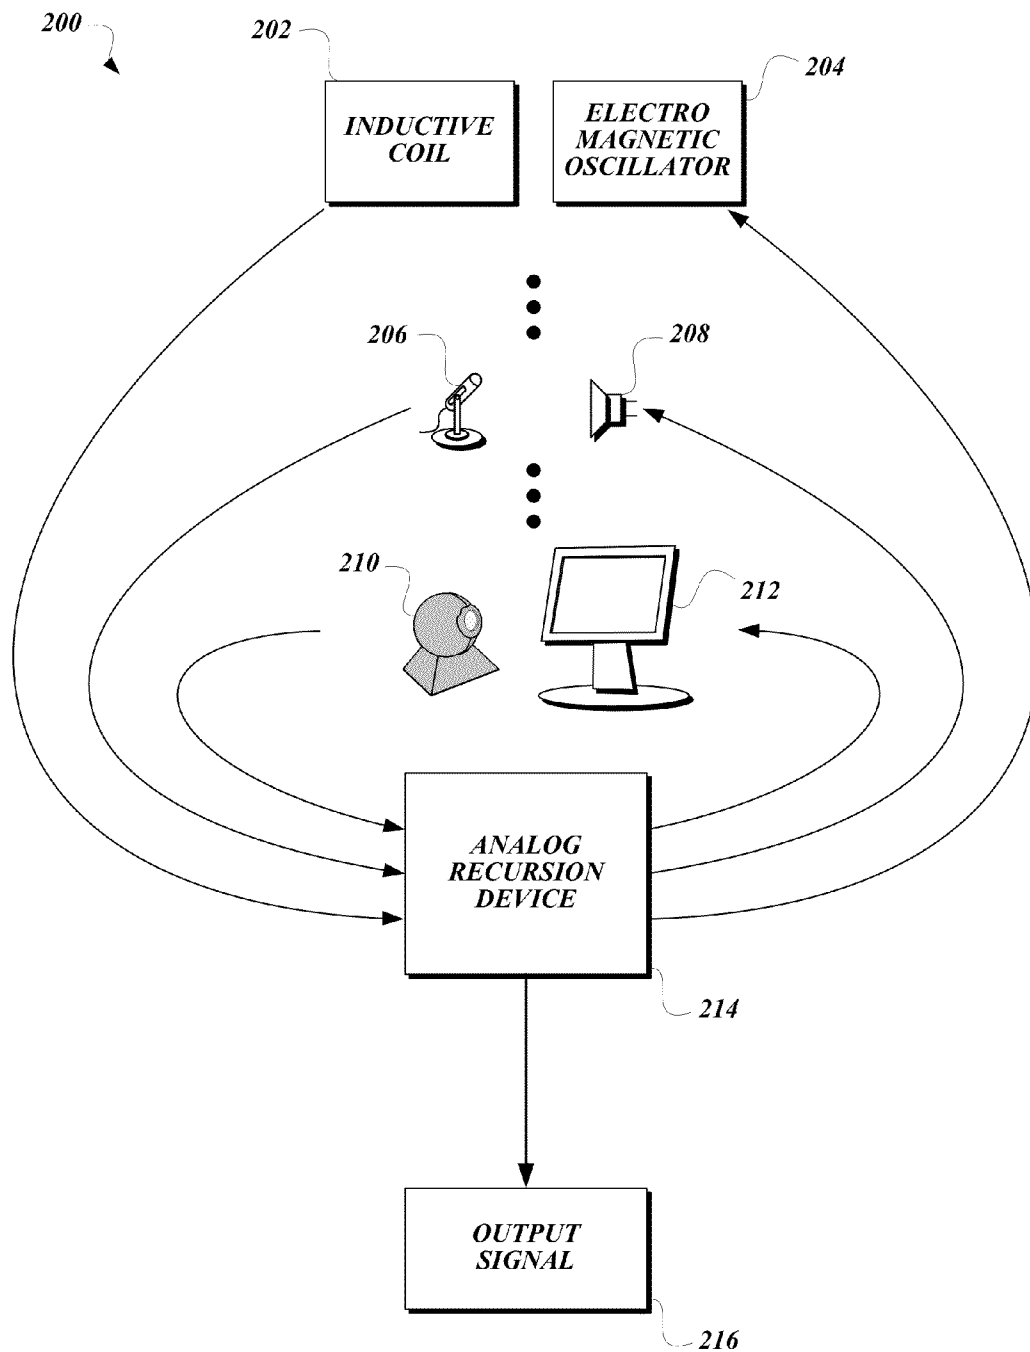 200
202
204
INDUCTIVE
COIL
ELECTRO
MAGNETIC
OSCILLATOR
206
208
210
212
ANALOG
RECURSION
DEVICE
214
OUTPUT
SIGNAL
216